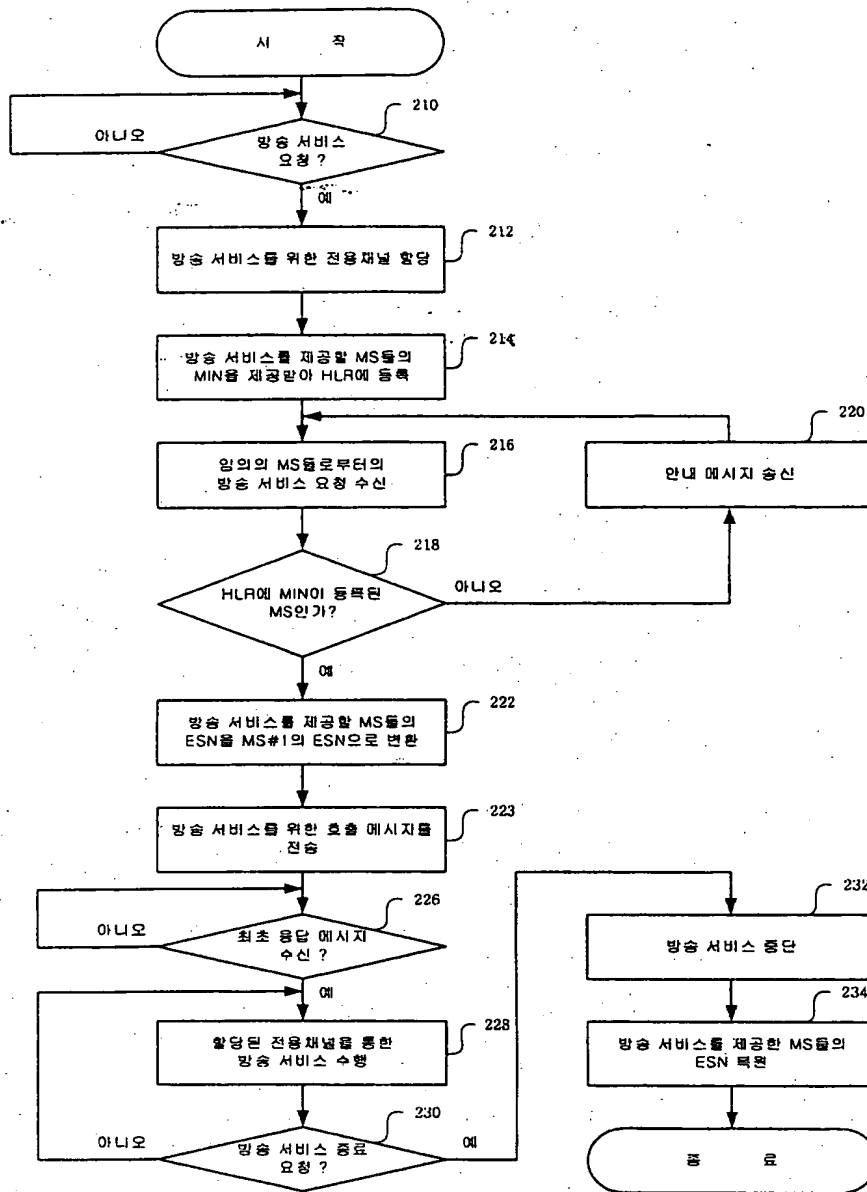 시 작
210
아니오
방송 서비스
요청 ?
예
212
방송 서비스를 위한 전용채널 할당
214
방송 서비스를 제공할 MS들의
MIN을 제공받아 HLR에 등록
220
216
임의의 MS들로부터의
방송 서비스 요청 수신
안내 메시지 송신
218
HLR에 MIN이 등록된
MS인가?
아니오
예
222
방송 서비스를 제공할 MS들의
ESN을 MS#1의 ESN으로 변환
223
방송 서비스를 위한 호출 메시지를
전송
226
232
아니오
최초 응답 메시지
수신 ?
방송 서비스 중단
예
234
228
할당된 전용채널을 통한
방송 서비스 수행
방송 서비스를 제공한 MS들의
ESN 복원
230
아니오
방송 서비스 종료
요청 ?
예
종 료